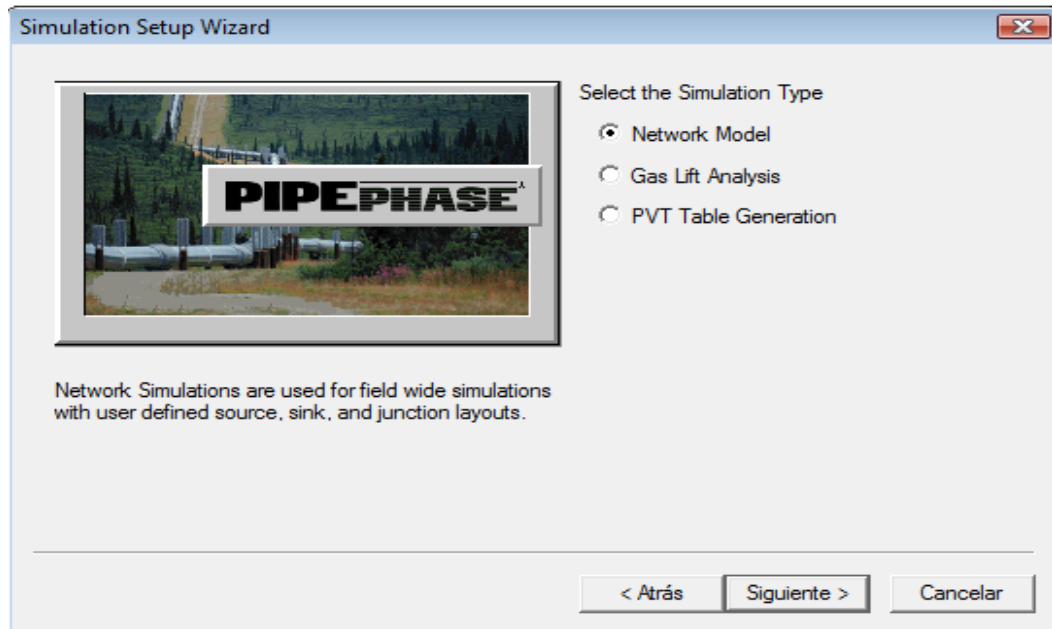 Simulation Setup Wizard
Select the Simulation Type
Network Model
Gas Lift Analysis
PVT Table Generation
PIPEPHASE
Network Simulations are used for field wide simulations
with user defined source, sink, and junction layouts.
< Atrás
Siguiente >
Cancelar